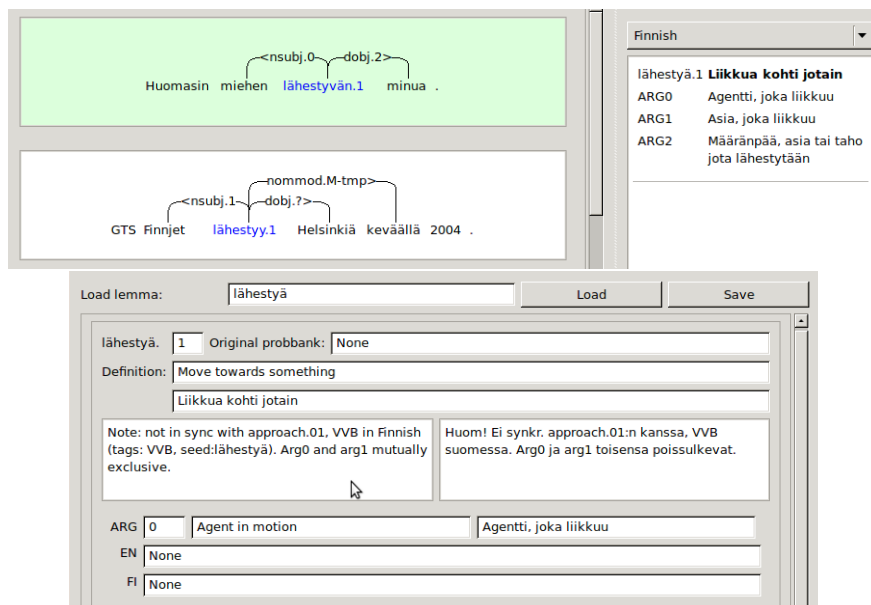 <nsubj.0 dobj.2>
Huomasin miehen lähestyvän.1 minua .
nommod.M-tmp>
<nsubj.1 dobj.?>
GTS Finnjet lähestyy.1 Helsinkiä keväällä 2004 .
Finnish
lähestyä.1 Liikkua kohti jotain
ARG0 Agentti, joka liikkuu
ARG1 Asia, joka liikkuu
ARG2 Määränpää, asia tai taho
jota lähestytään
Load lemma: lähestyä Load Save
lähestyä. 1 Original probbank: None
Definition: Move towards something
Liikkua kohti jotain
Note: not in sync with approach.01, VVB in Finnish
(tags: VVB, seed:lähestyä). Arg0 and arg1 mutually
exclusive.
Huom! Ei synkr. approach.01:n kanssa, VVB
suomessa. Arg0 ja arg1 toisensa poissulkevat.
ARG 0 Agent in motion Agentti, joka liikkuu
EN None
FI None